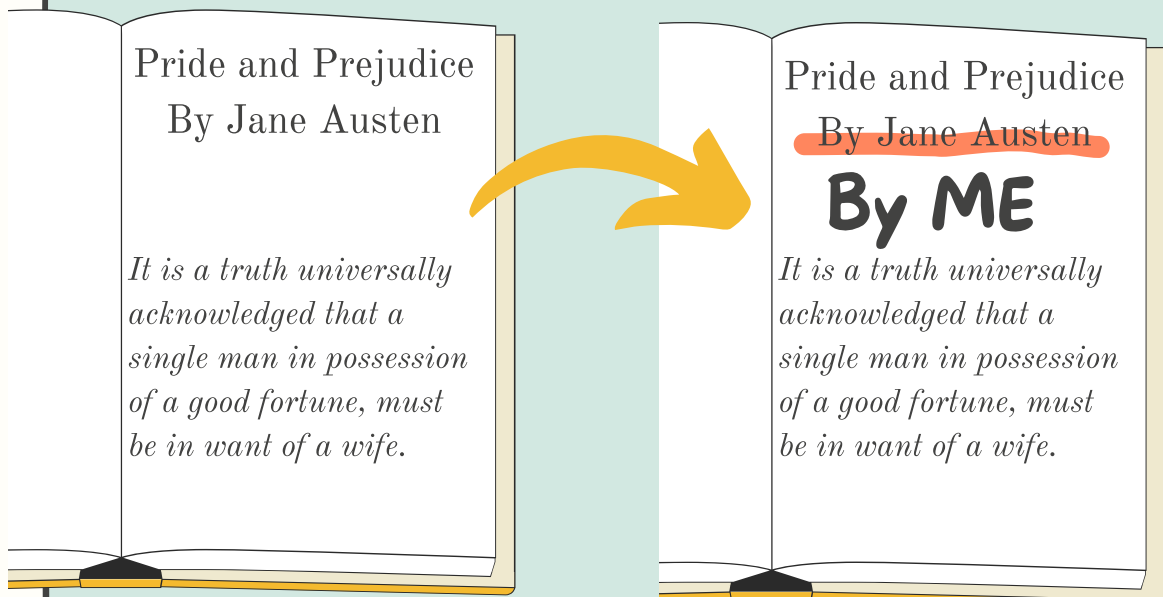 Pride and Prejudice
By Jane Austen
It is a truth universally
acknowledged that a
single man in possession
of a good fortune, must
be in want of a wife.
Pride and Prejudice
By Jane Austen
By ME
It is a truth universally
acknowledged that a
single man in possession
of a good fortune, must
be in want of a wife.